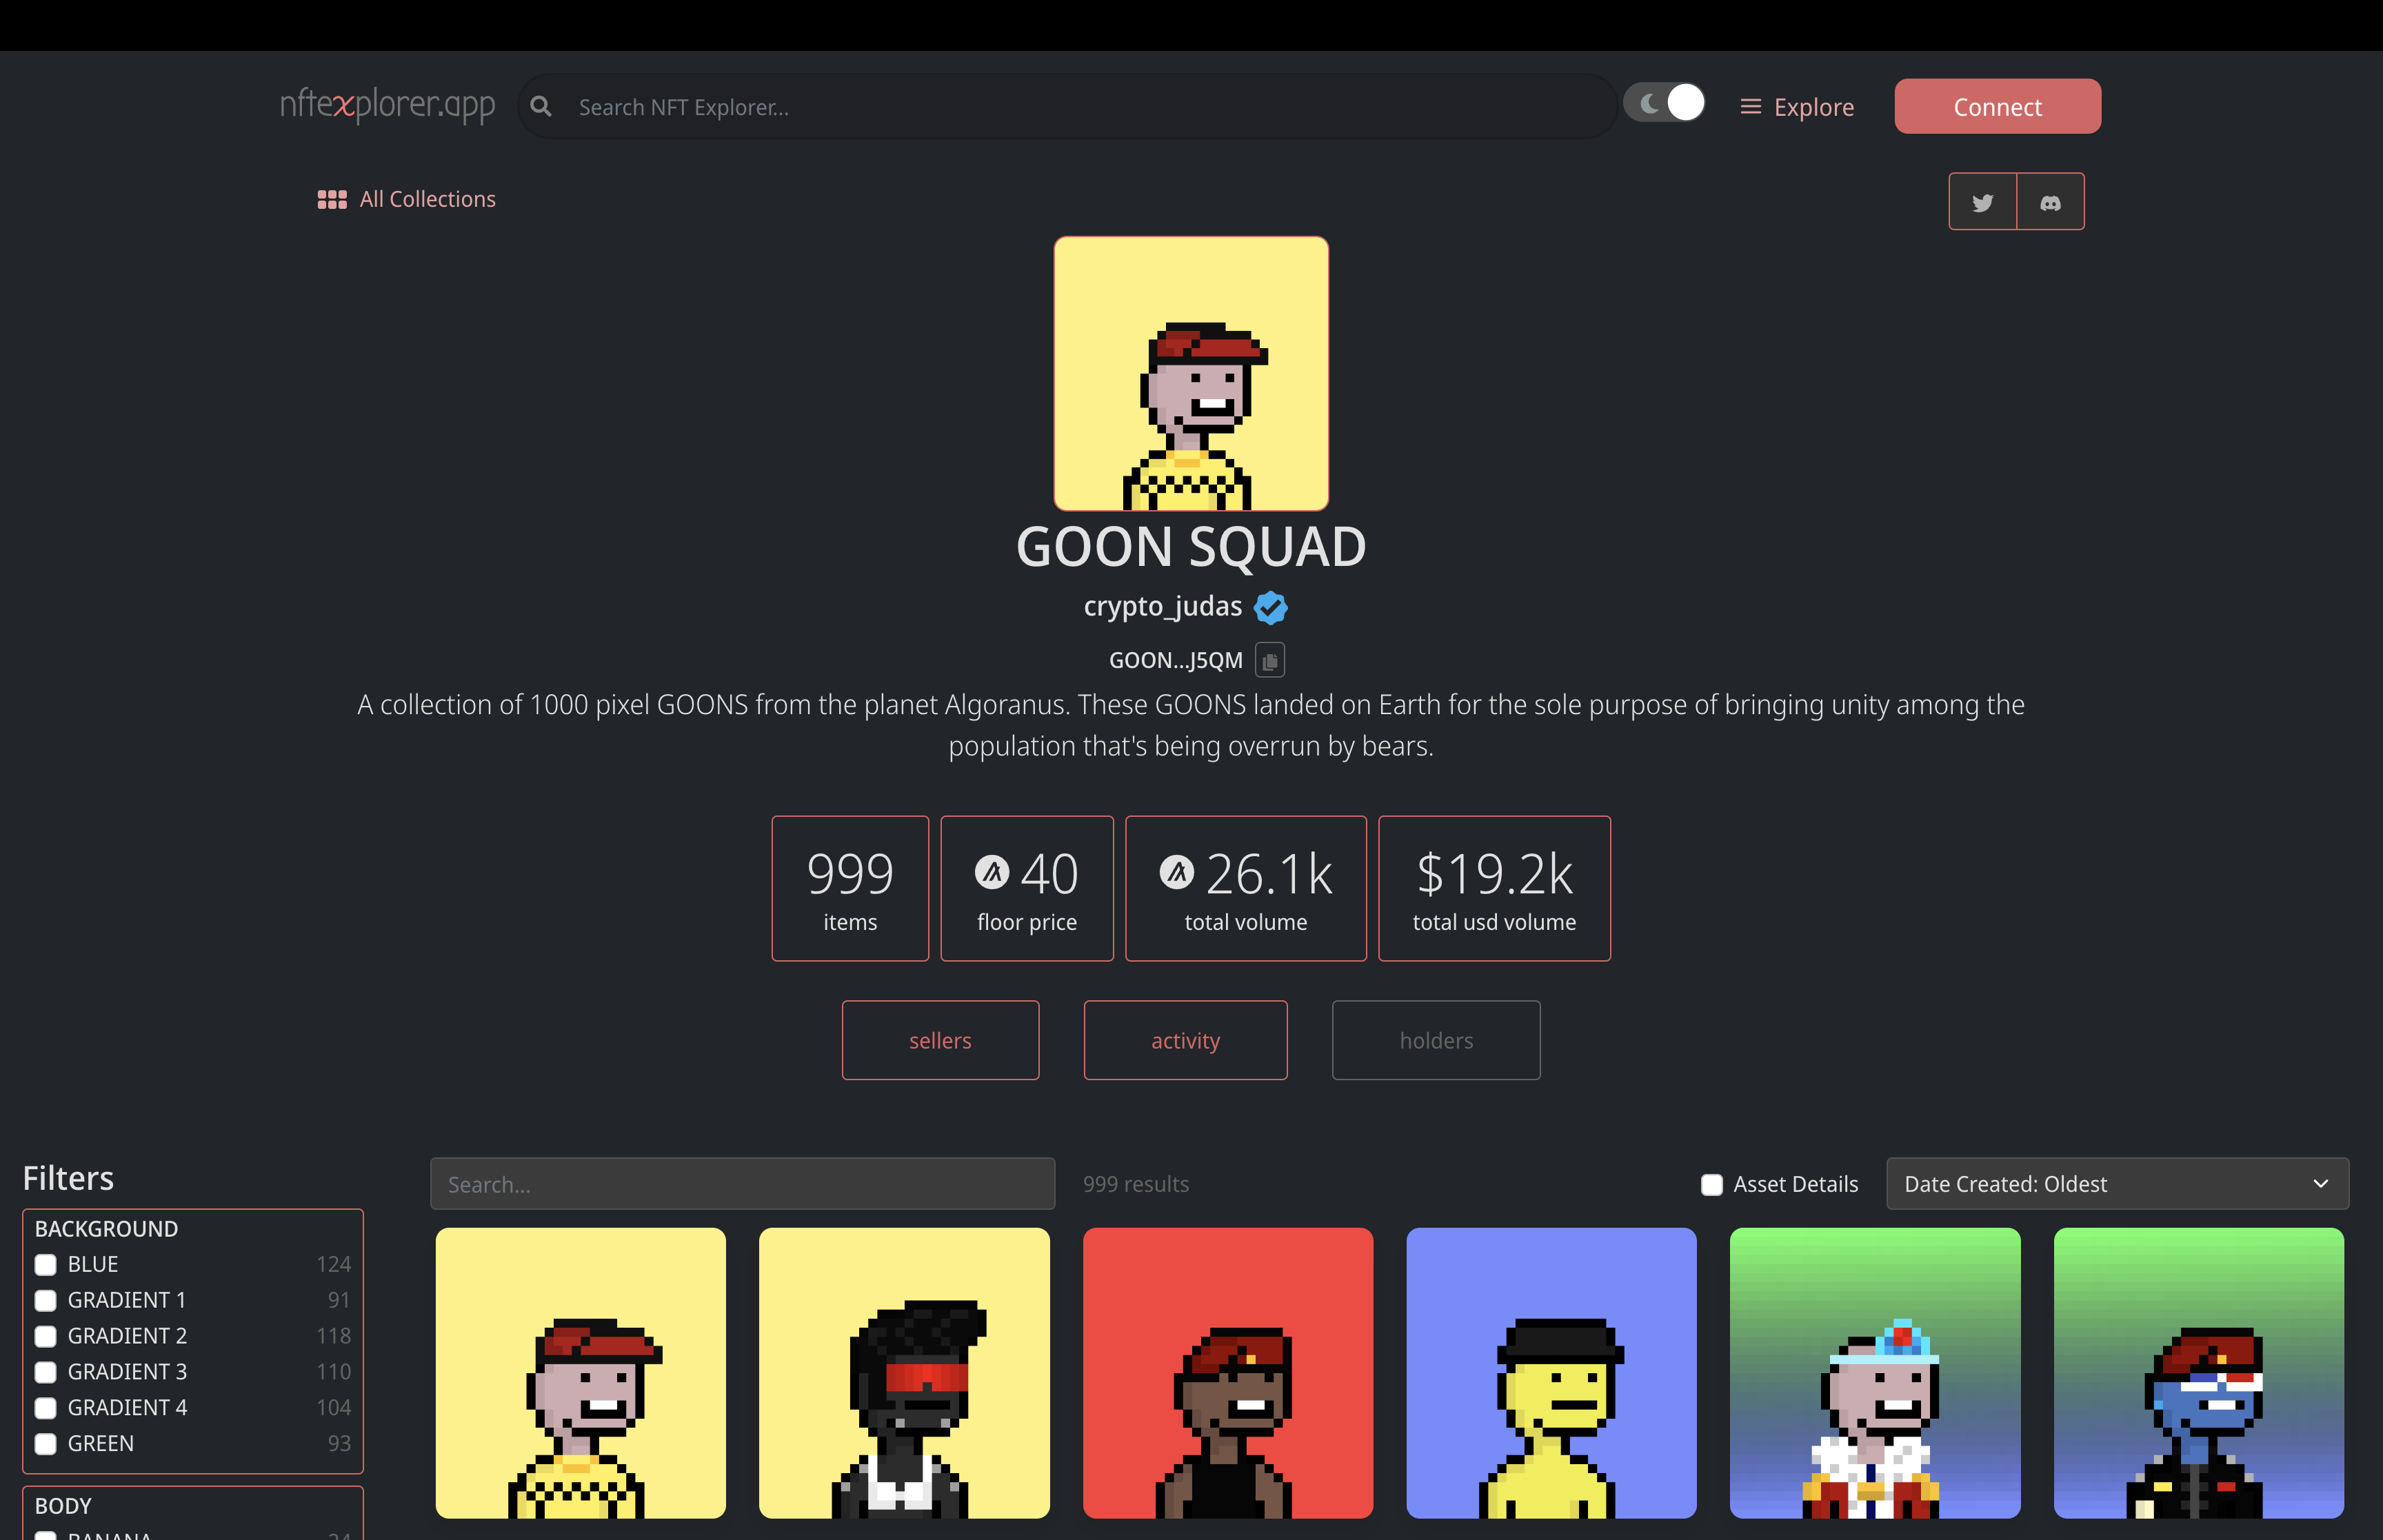 nftexplorer.app
Search NFT Explorer...
Explore
Connect
All Collections
GOON SQUAD
crypto_judas
GOON...J5QM
A collection of 1000 pixel GOONS from the planet Algoranus. These GOONS landed on Earth for the sole purpose of bringing unity among the
population that's being overrun by bears.
999
items
40
floor price
26.1k
total volume
$19.2k
total usd volume
sellers
activity
holders
Filters
Search...
999 results
Asset Details
Date Created: Oldest
BACKGROUND
BLUE 124
GRADIENT 1 91
GRADIENT 2 118
GRADIENT 3 110
GRADIENT 4 104
GREEN 93
BODY
BANANA 24